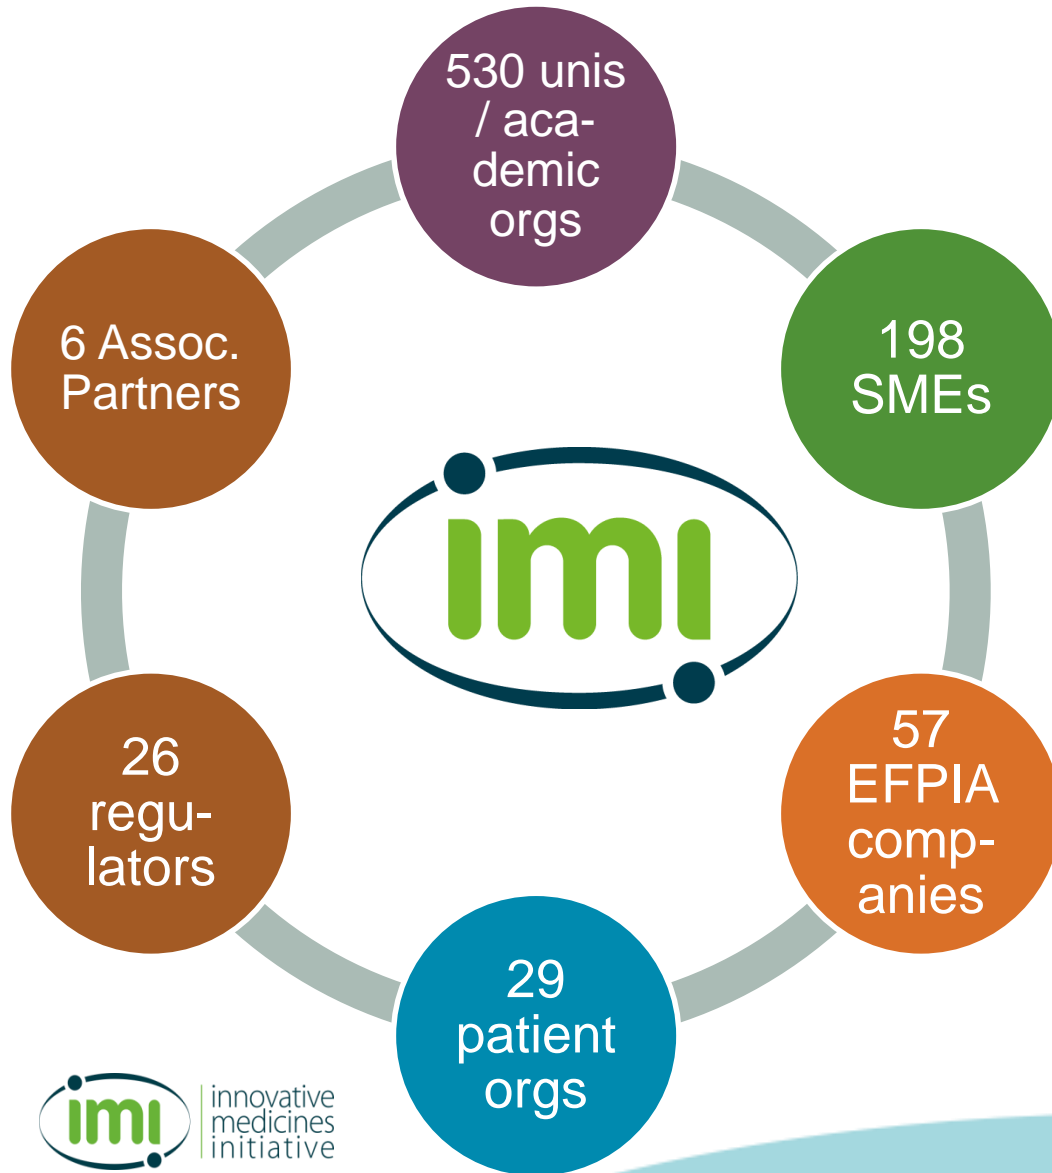 530 unis
/ aca-
demic
orgs
6 Assoc.
Partners
198
SMEs
imi
26
regu-
lators
57
EFPIA
comp-
anies
29
patient
orgs
imi
innovative
medicines
initiative